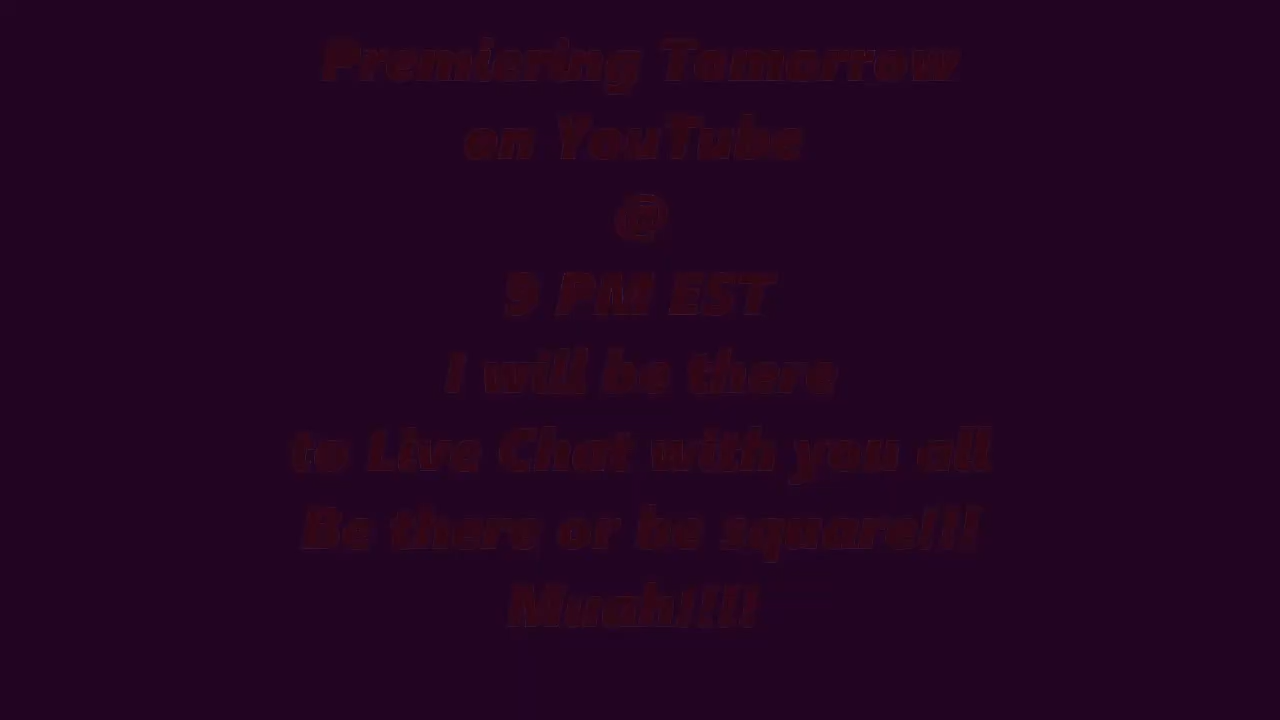 Premiering Tomorrow
on YouTube
@
9 PM EST
I will be there
to Live Chat with you all
Be there or be square!!!
Muah!!!!